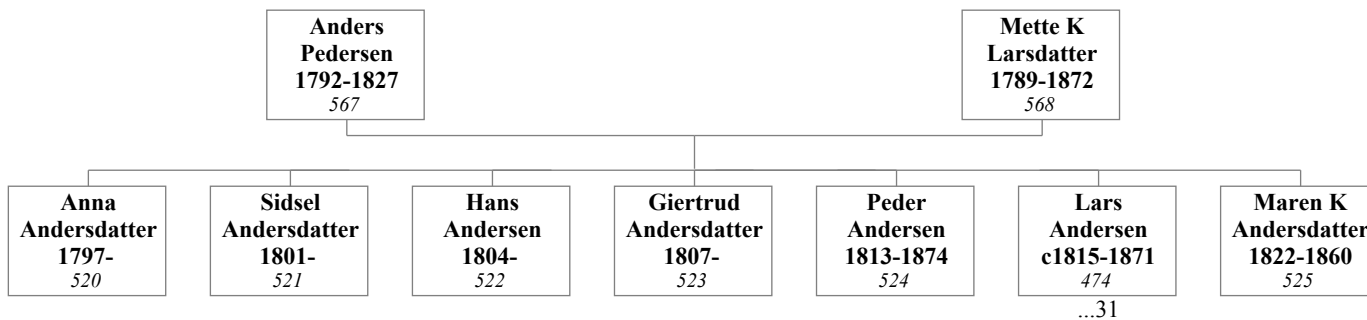 Anders
Pedersen
1792-1827
567
Mette K
Larsdatter
1789-1872
568
Anna
Andersdatter
1797-
520
Sidsel
Andersdatter
1801-
521
Hans
Andersen
1804-
522
Giertrud
Andersdatter
1807-
523
Peder
Andersen
1813-1874
524
Lars
Andersen
c1815-1871
474
...31
Maren K
Andersdatter
1822-1860
525